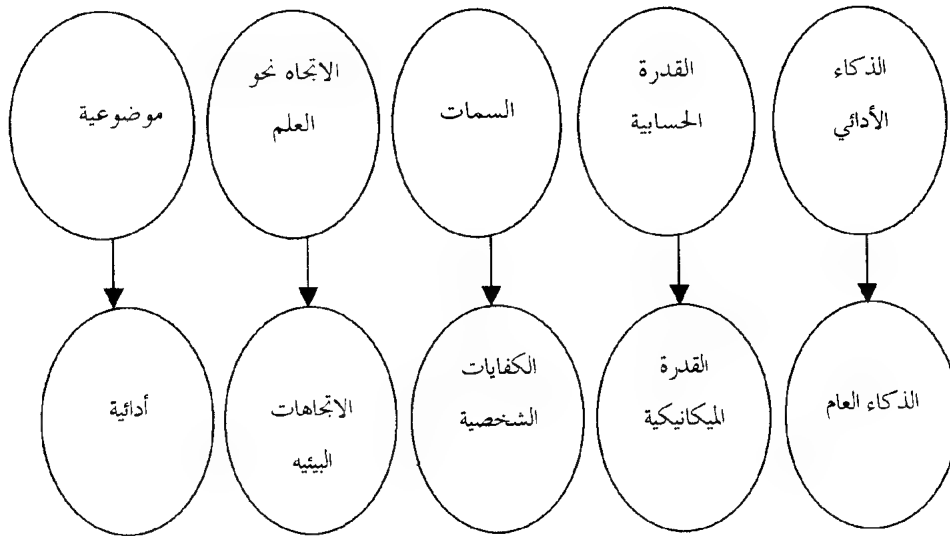 الذكاء
الأدائي
القدرة
الحسابية
السمات
الاتجاه نحو
العلم
موضوعية
الذكاء العام
القدرة
الميكانيكية
الكفايات
الشخصية
الاتجاهات
البيئيه
أدائية